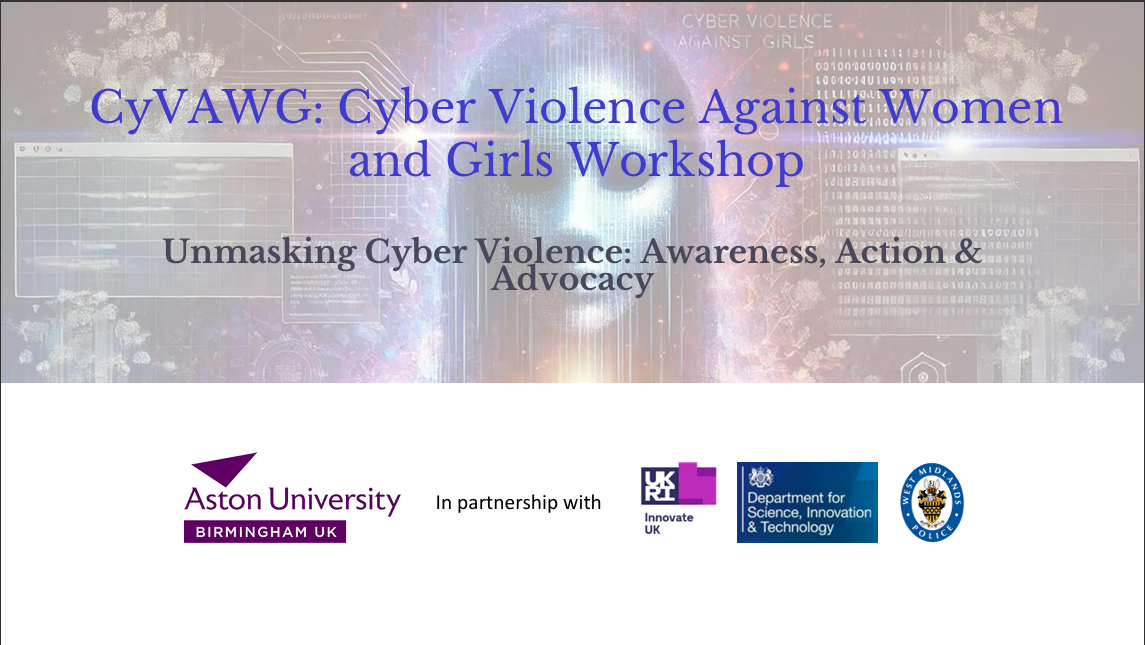 CYBER VIOLENCE
AGAINST GIRLS
CyVAWG: Cyber Violence Against Women
and Girls Workshop
Unmasking Cyber Violence: Awareness, Action &
Advocacy
Aston University
BIRMINGHAM UK
In partnership with
UK
RI
Innovate
UK
Department for
Science, Innovation
& Technology
WEST MIDLANDS
POLICE